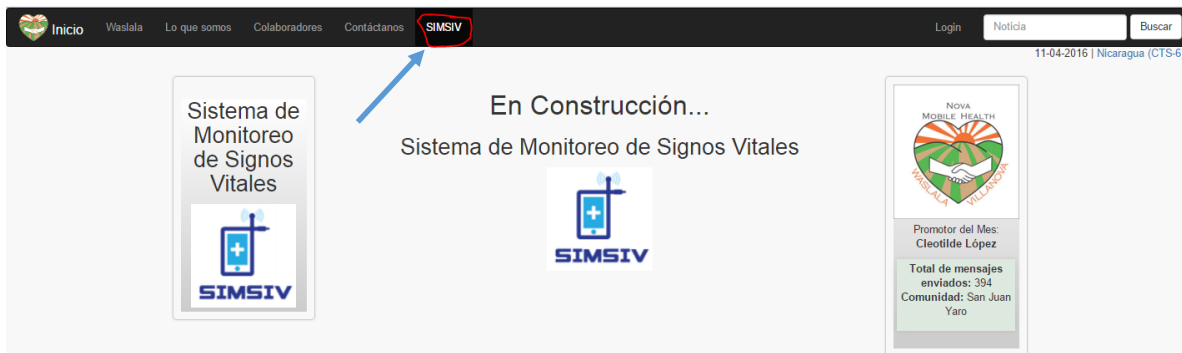 Inicio Waslala Lo que somos Colaboradores Contáctanos SIMSIV Login Noticia Buscar
11-04-2016 | Nicaragua (CTS-6
Sistema de
Monitoreo
de Signos
Vitales
SIMSIV
En Construcción...
Sistema de Monitoreo de Signos Vitales
SIMSIV
NOVA
MOBILE HEALTH
WASLALA VILLANOVA
Promotor del Mes:
Cleotilde López
Total de mensajes
enviados: 394
Comunidad: San Juan
Yaro